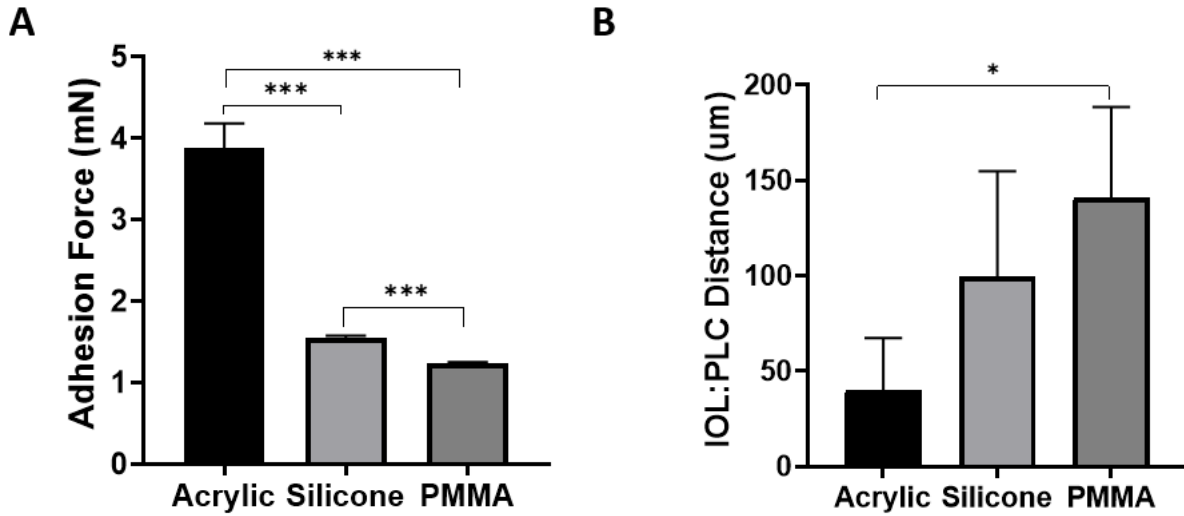 A
Adhesion Force (mN)
5
4
3
2
1
0
***
***
***
Acrylic Silicone PMMA
B
IOL:PLC Distance (um)
200
150
100
50
0
*
Acrylic Silicone PMMA